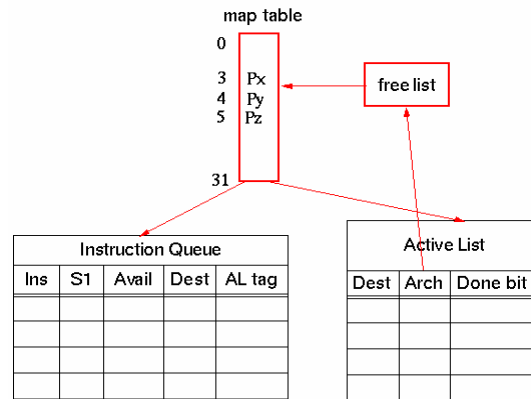 map table
0
3 Px
4 Py
5 Pz
free list
31
Instruction Queue
Ins S1 Avail Dest AL tag
Active List
Dest Arch Done bit